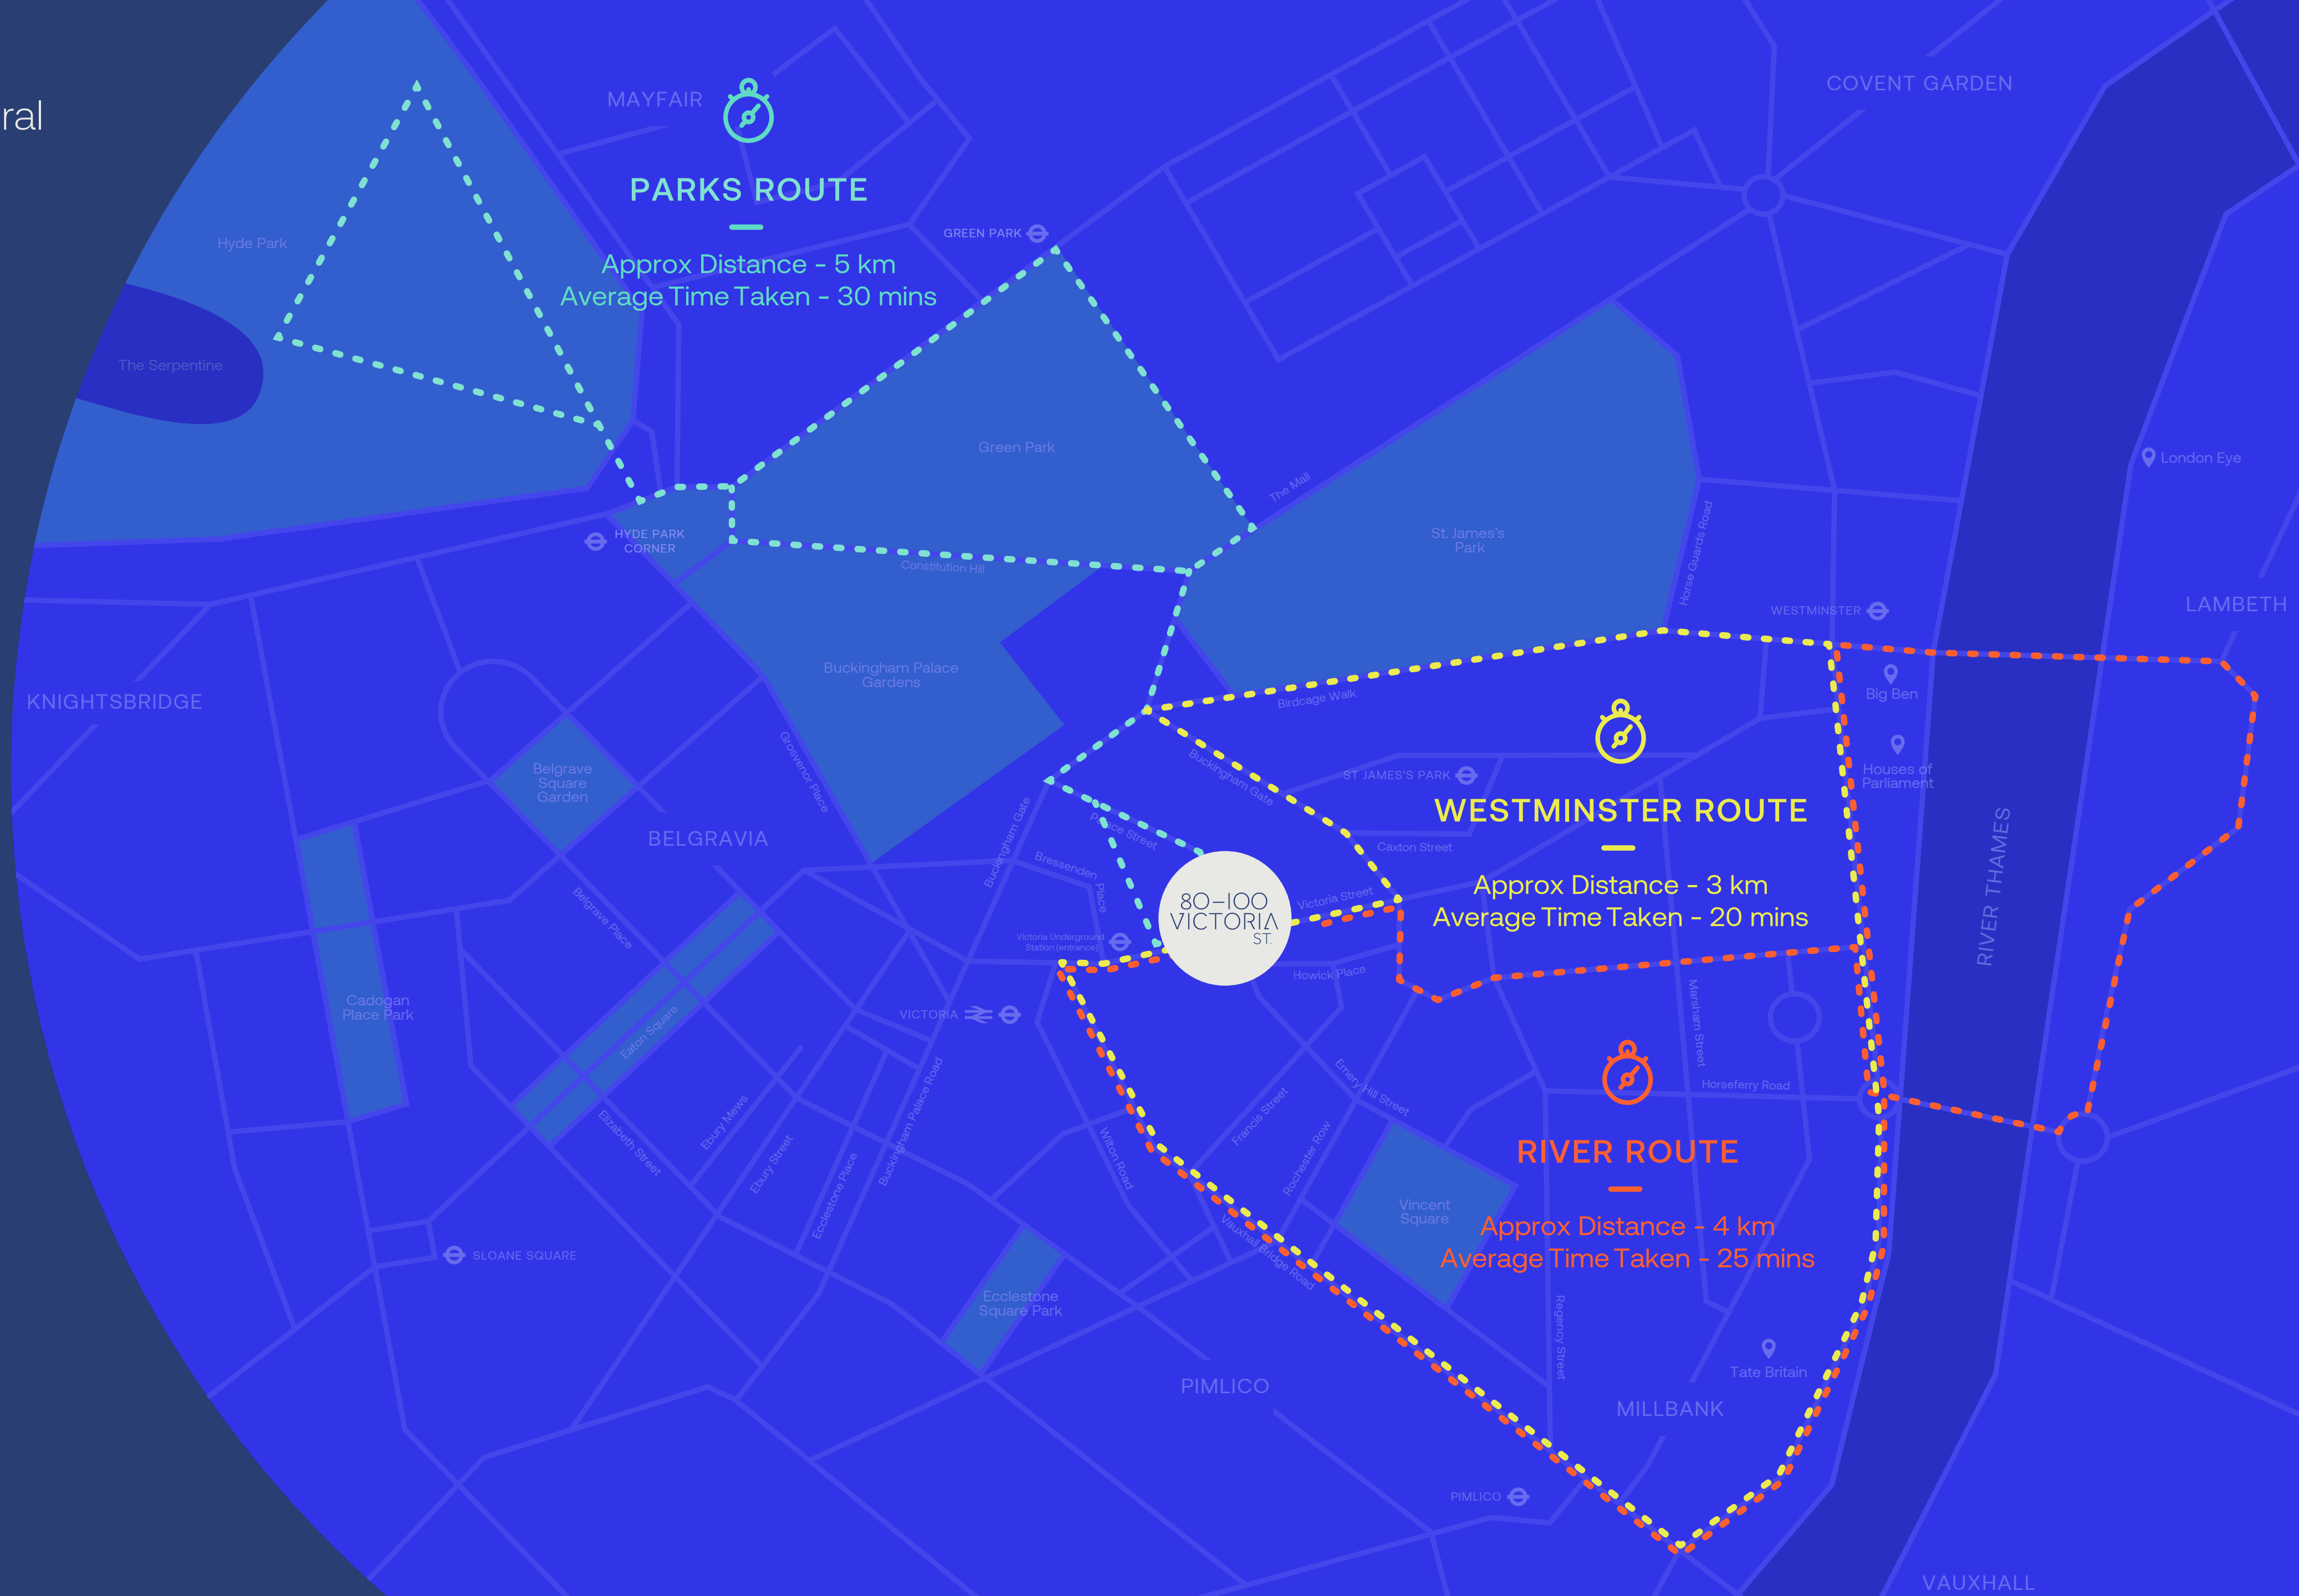 ral
MAYFAIR
COVENT GARDEN
PARKS ROUTE
Approx Distance - 5 km
Average Time Taken - 30 mins
GREEN PARK
Hyde Park
The Serpentine
Green Park
The Mall
London Eye
HYDE PARK
CORNER
Constitution Hill
St. James's
Park
Horse Guards Road
WESTMINSTER
LAMBETH
KNIGHTSBRIDGE
Buckingham Palace
Gardens
Birdcage Walk
Big Ben
Grosvenor Place
Buckingham Gate
ST JAMES'S PARK
Houses of
Parliament
Belgrave
Square
Garden
BELGRAVIA
Buckingham Gate
Palace Street
WESTMINSTER ROUTE
Approx Distance - 3 km
Average Time Taken - 20 mins
Caxton Street
Bressenden
Place
Victoria Street
80-100
VICTORIA
ST.
RIVER THAMES
Belgrave Place
Victoria Underground
Station (entrance)
Howick Place
Cadogan
Place Park
Eaton Square
VICTORIA
Marsham Street
Emery Hill Street
Horseferry Road
Ebury Mews
Elizabeth Street
Ebury Street
Ecclestone Place
Buckingham Palace Road
Wilton Road
Francis Street
Rochester Row
RIVER ROUTE
Approx Distance - 4 km
Average Time Taken - 25 mins
Vincent
Square
Vauxhall Bridge Road
SLOANE SQUARE
Ecclestone
Square Park
Regency Street
Tate Britain
PIMLICO
MILLBANK
PIMLICO
VAUXHALL